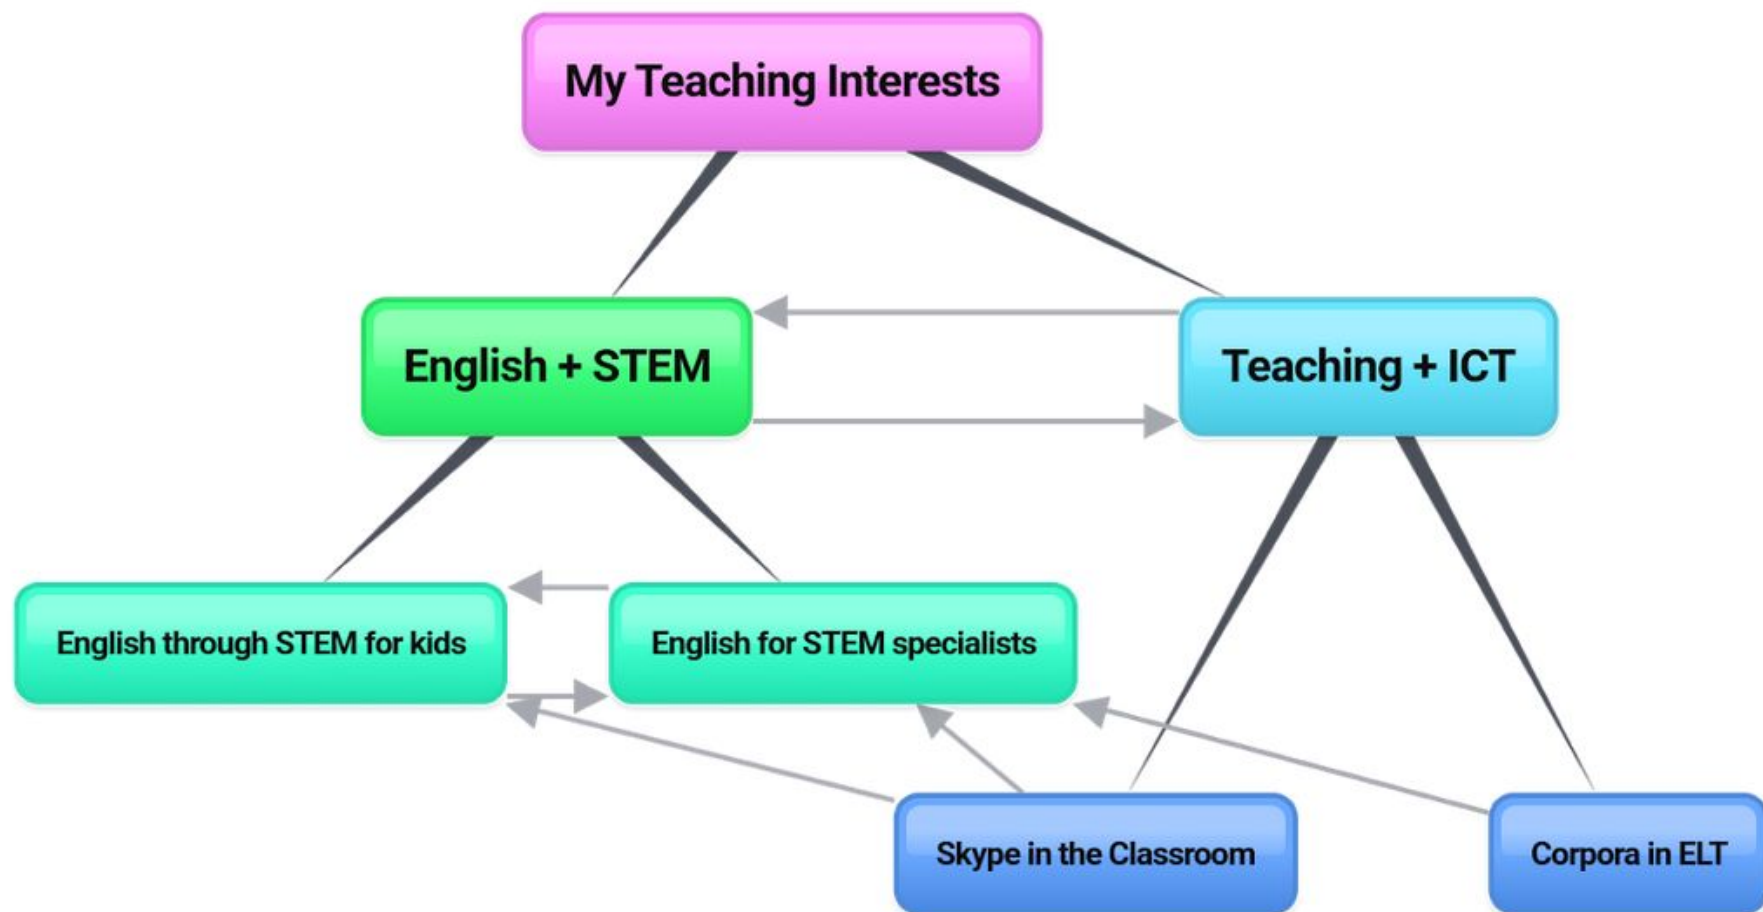 My Teaching Interests
English + STEM
Teaching + ICT
English through STEM for kids
English for STEM specialists
Skype in the Classroom
Corpora in ELT